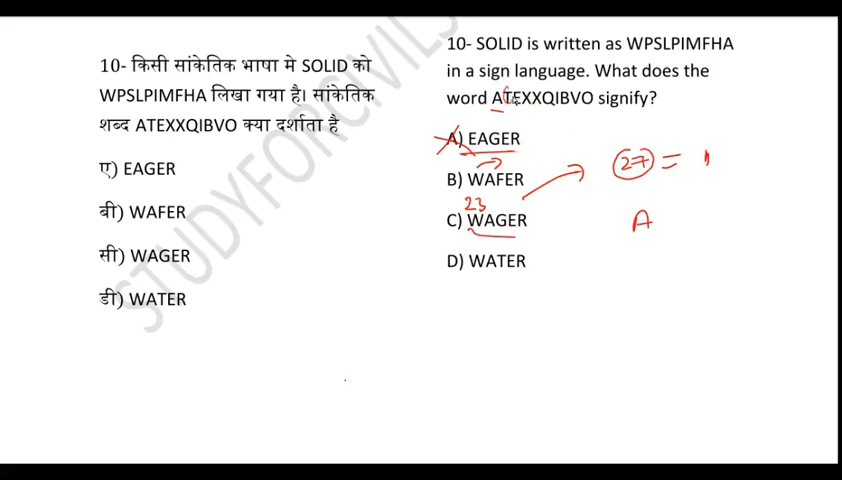 10- किसी सांकेतिक भाषा मे SOLID को
WPSLPIMFHA लिखा गया है। सांकेतिक
शब्द ATEXXQIBVO क्या दर्शाता है
ए) EAGER
बी) WAFER
सी) WAGER
डी) WATER
10- SOLID is written as WPSLPIMFHA
in a sign language. What does the
word ATEXXQIBVO signify?
A) EAGER
B) WAFER
23
C) WAGER
D) WATER
27 = 1
A
STUDYFORCIVILS